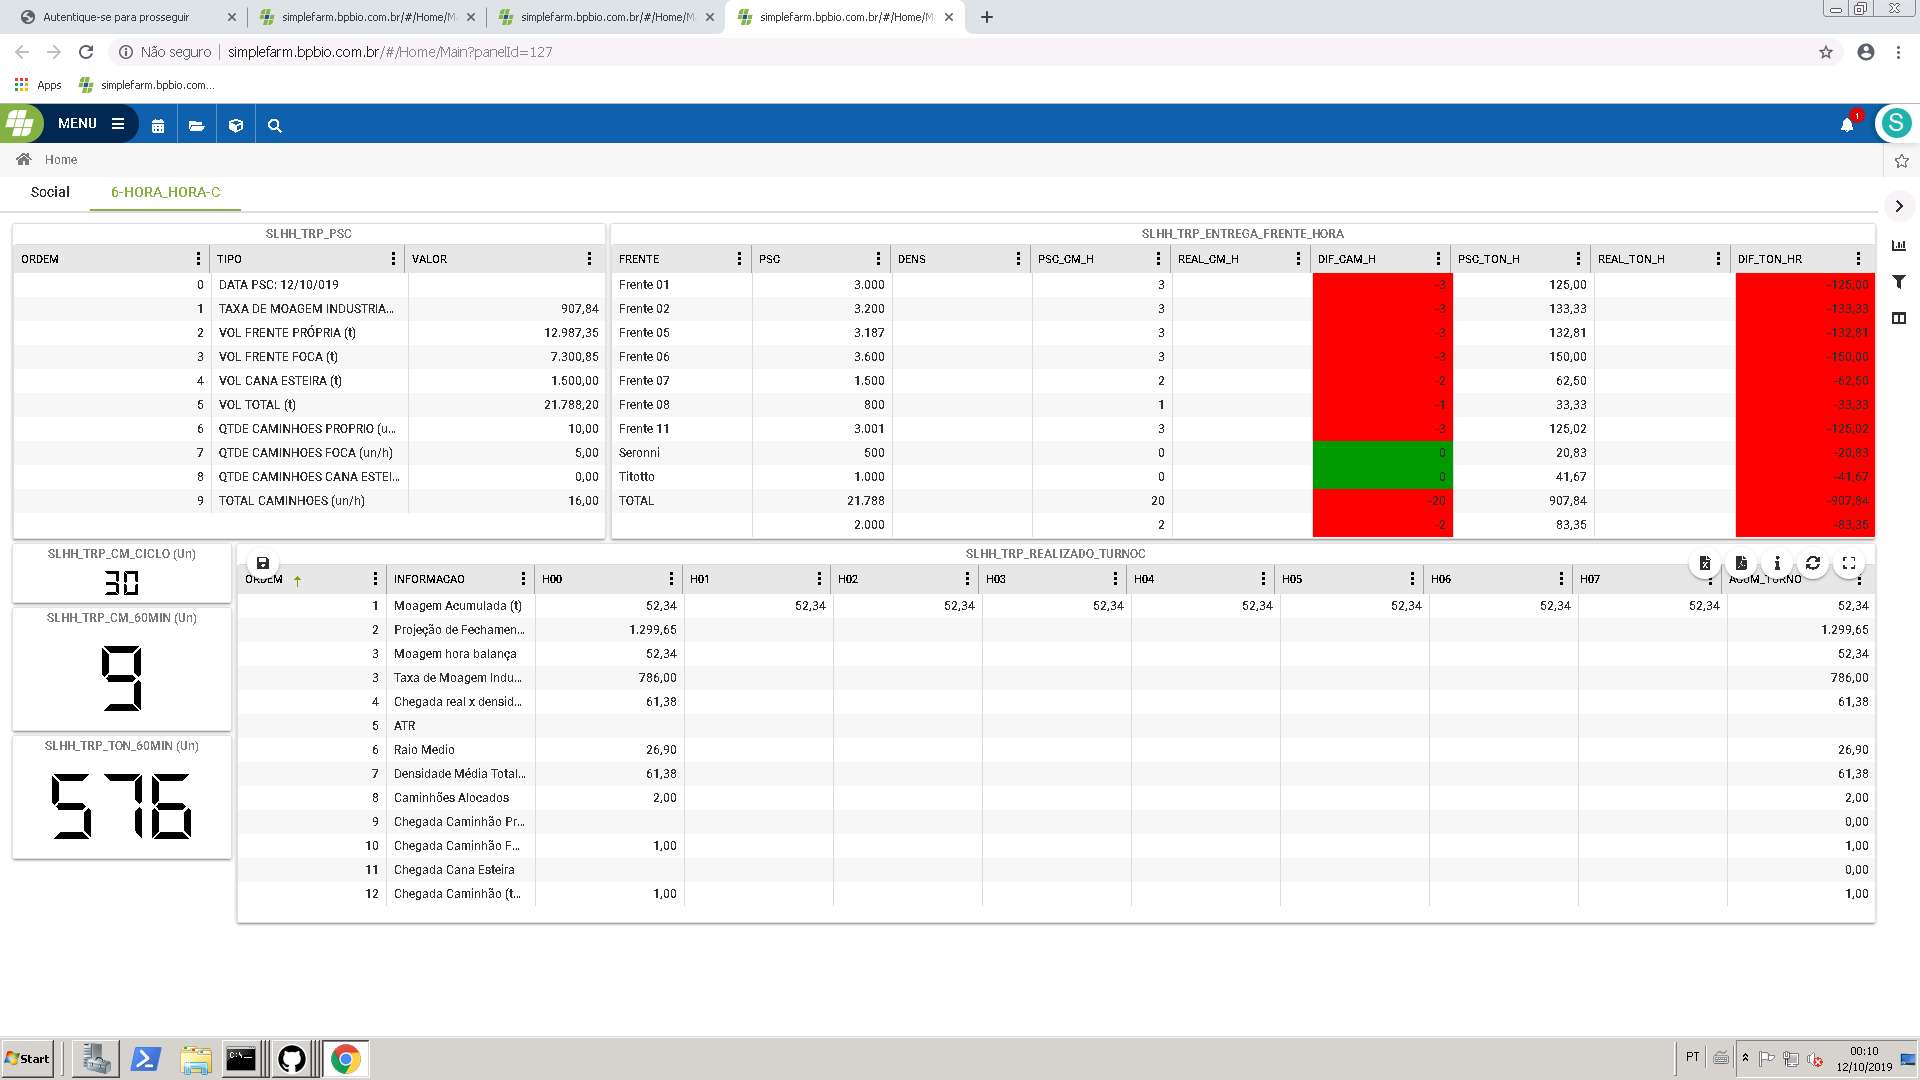 Autentique-se para prosseguir
simplefarm.bpbio.com.br/#/Home/M
simplefarm.bpbio.com.br/#/Home/M
simplefarm.bpbio.com.br/#/Home/M
Não seguro simplefarm.bpbio.com.br/#/Home/Main?panelId=127
Apps simplefarm.bpbio.com...
MENU 1 S
Home
Social 6-HORA_HORA-C
SLHH_TRP_PSC
ORDEM TIPO VALOR
0 DATA PSC: 12/10/019
1 TAXA DE MOAGEM INDUSTRIA... 907,84
2 VOL FRENTE PRÓPRIA (t) 12.987,35
3 VOL FRENTE FOCA (t) 7.300,85
4 VOL CANA ESTEIRA (t) 1.500,00
5 VOL TOTAL (t) 21.788,20
6 QTDE CAMINHOES PROPRIO (u... 10,00
7 QTDE CAMINHOES FOCA (un/h) 5,00
8 QTDE CAMINHOES CANA ESTEI... 0,00
9 TOTAL CAMINHOES (un/h) 16,00
SLHH_TRP_ENTREGA_FRENTE_HORA
FRENTE PSC DENS PSC_CM_H REAL_CM_H DIF_CAM_H PSC_TON_H REAL_TON_H DIF_TON_HR
Frente 01 3.000 3 -3 125,00 -125,00
Frente 02 3.200 3 -3 133,33 -133,33
Frente 05 3.187 3 -3 132,81 -132,81
Frente 06 3.600 3 -3 150,00 -150,00
Frente 07 1.500 2 -2 62,50 -62,50
Frente 08 800 1 -1 33,33 -33,33
Frente 11 3.001 3 -3 125,02 -125,02
Seronni 500 0 0 20,83 -20,83
Titotto 1.000 0 0 41,67 -41,67
TOTAL 21.788 20 -20 907,84 -907,84
2.000 2 -2 83,35 -83,35
SLHH_TRP_CM_CICLO (Un)
30
SLHH_TRP_CM_60MIN (Un)
9
SLHH_TRP_TON_60MIN (Un)
576
SLHH_TRP_REALIZADO_TURNOC
ORDEM INFORMACAO H00 H01 H02 H03 H04 H05 H06 H07 ACUM_TURNO
1 Moagem Acumulada (t) 52,34 52,34 52,34 52,34 52,34 52,34 52,34 52,34 52,34
2 Projeção de Fechamen... 1.299,65 1.299,65
3 Moagem hora balança 52,34 52,34
3 Taxa de Moagem Indu... 786,00 786,00
4 Chegada real x densid... 61,38 61,38
5 ATR
6 Raio Medio 26,90 26,90
7 Densidade Média Total... 61,38 61,38
8 Caminhões Alocados 2,00 2,00
9 Chegada Caminhão Pr... 0,00
10 Chegada Caminhão F... 1,00 1,00
11 Chegada Cana Esteira 0,00
12 Chegada Caminhão (t... 1,00 1,00
Start PT 00:10
12/10/2019